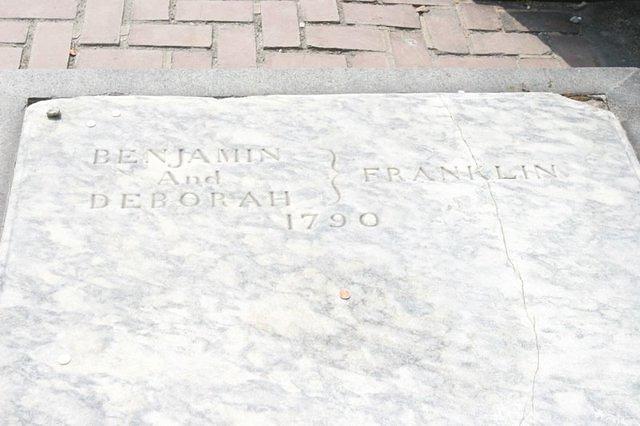 BENJAMIN
And
DEBORAH
FRANKLIN
1790